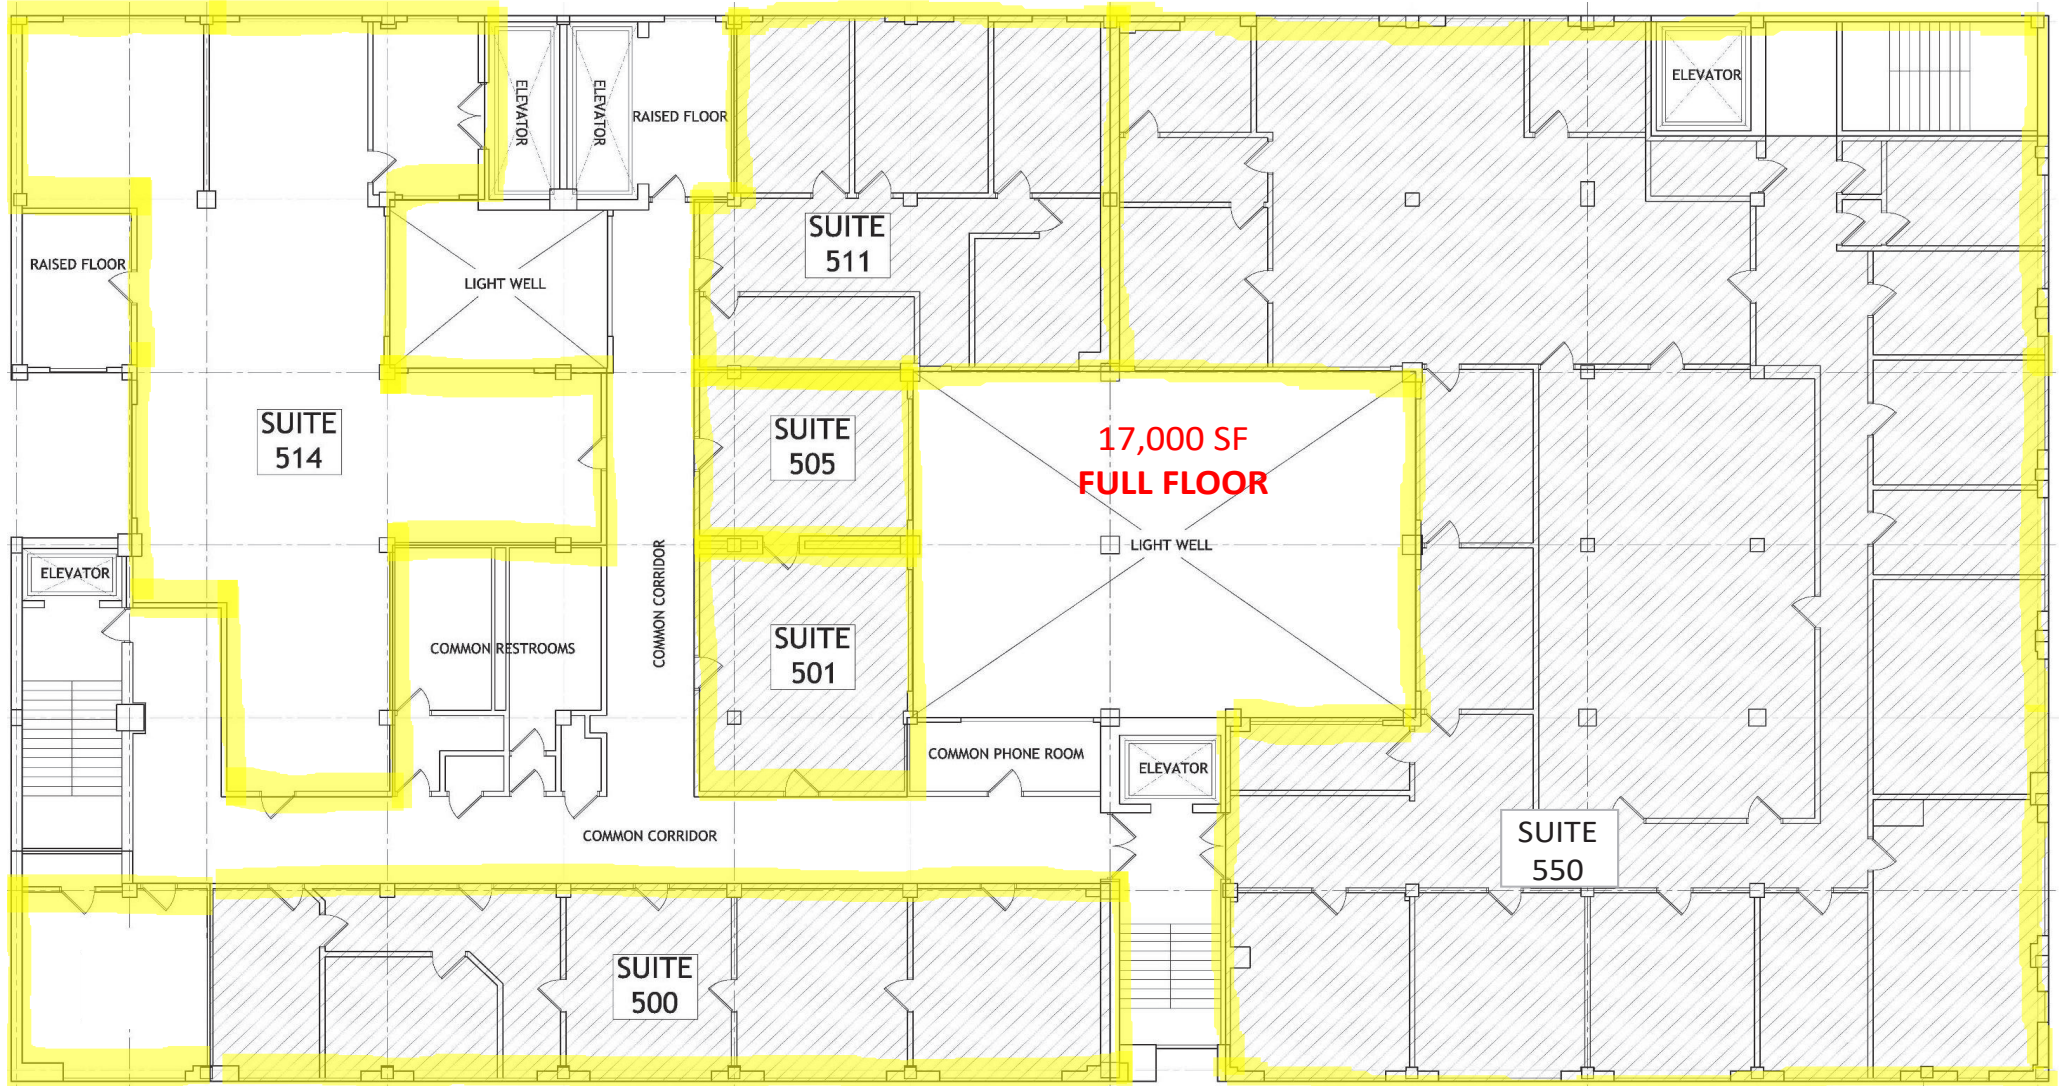 ELEVATOR
ELEVATOR
RAISED FLOOR
ELEVATOR
SUITE
511
RAISED FLOOR
LIGHT WELL
SUITE
514
SUITE
505
17,000 SF
FULL FLOOR
LIGHT WELL
ELEVATOR
COMMON CORRIDOR
COMMON RESTROOMS
SUITE
501
COMMON PHONE ROOM
ELEVATOR
COMMON CORRIDOR
SUITE
550
SUITE
500